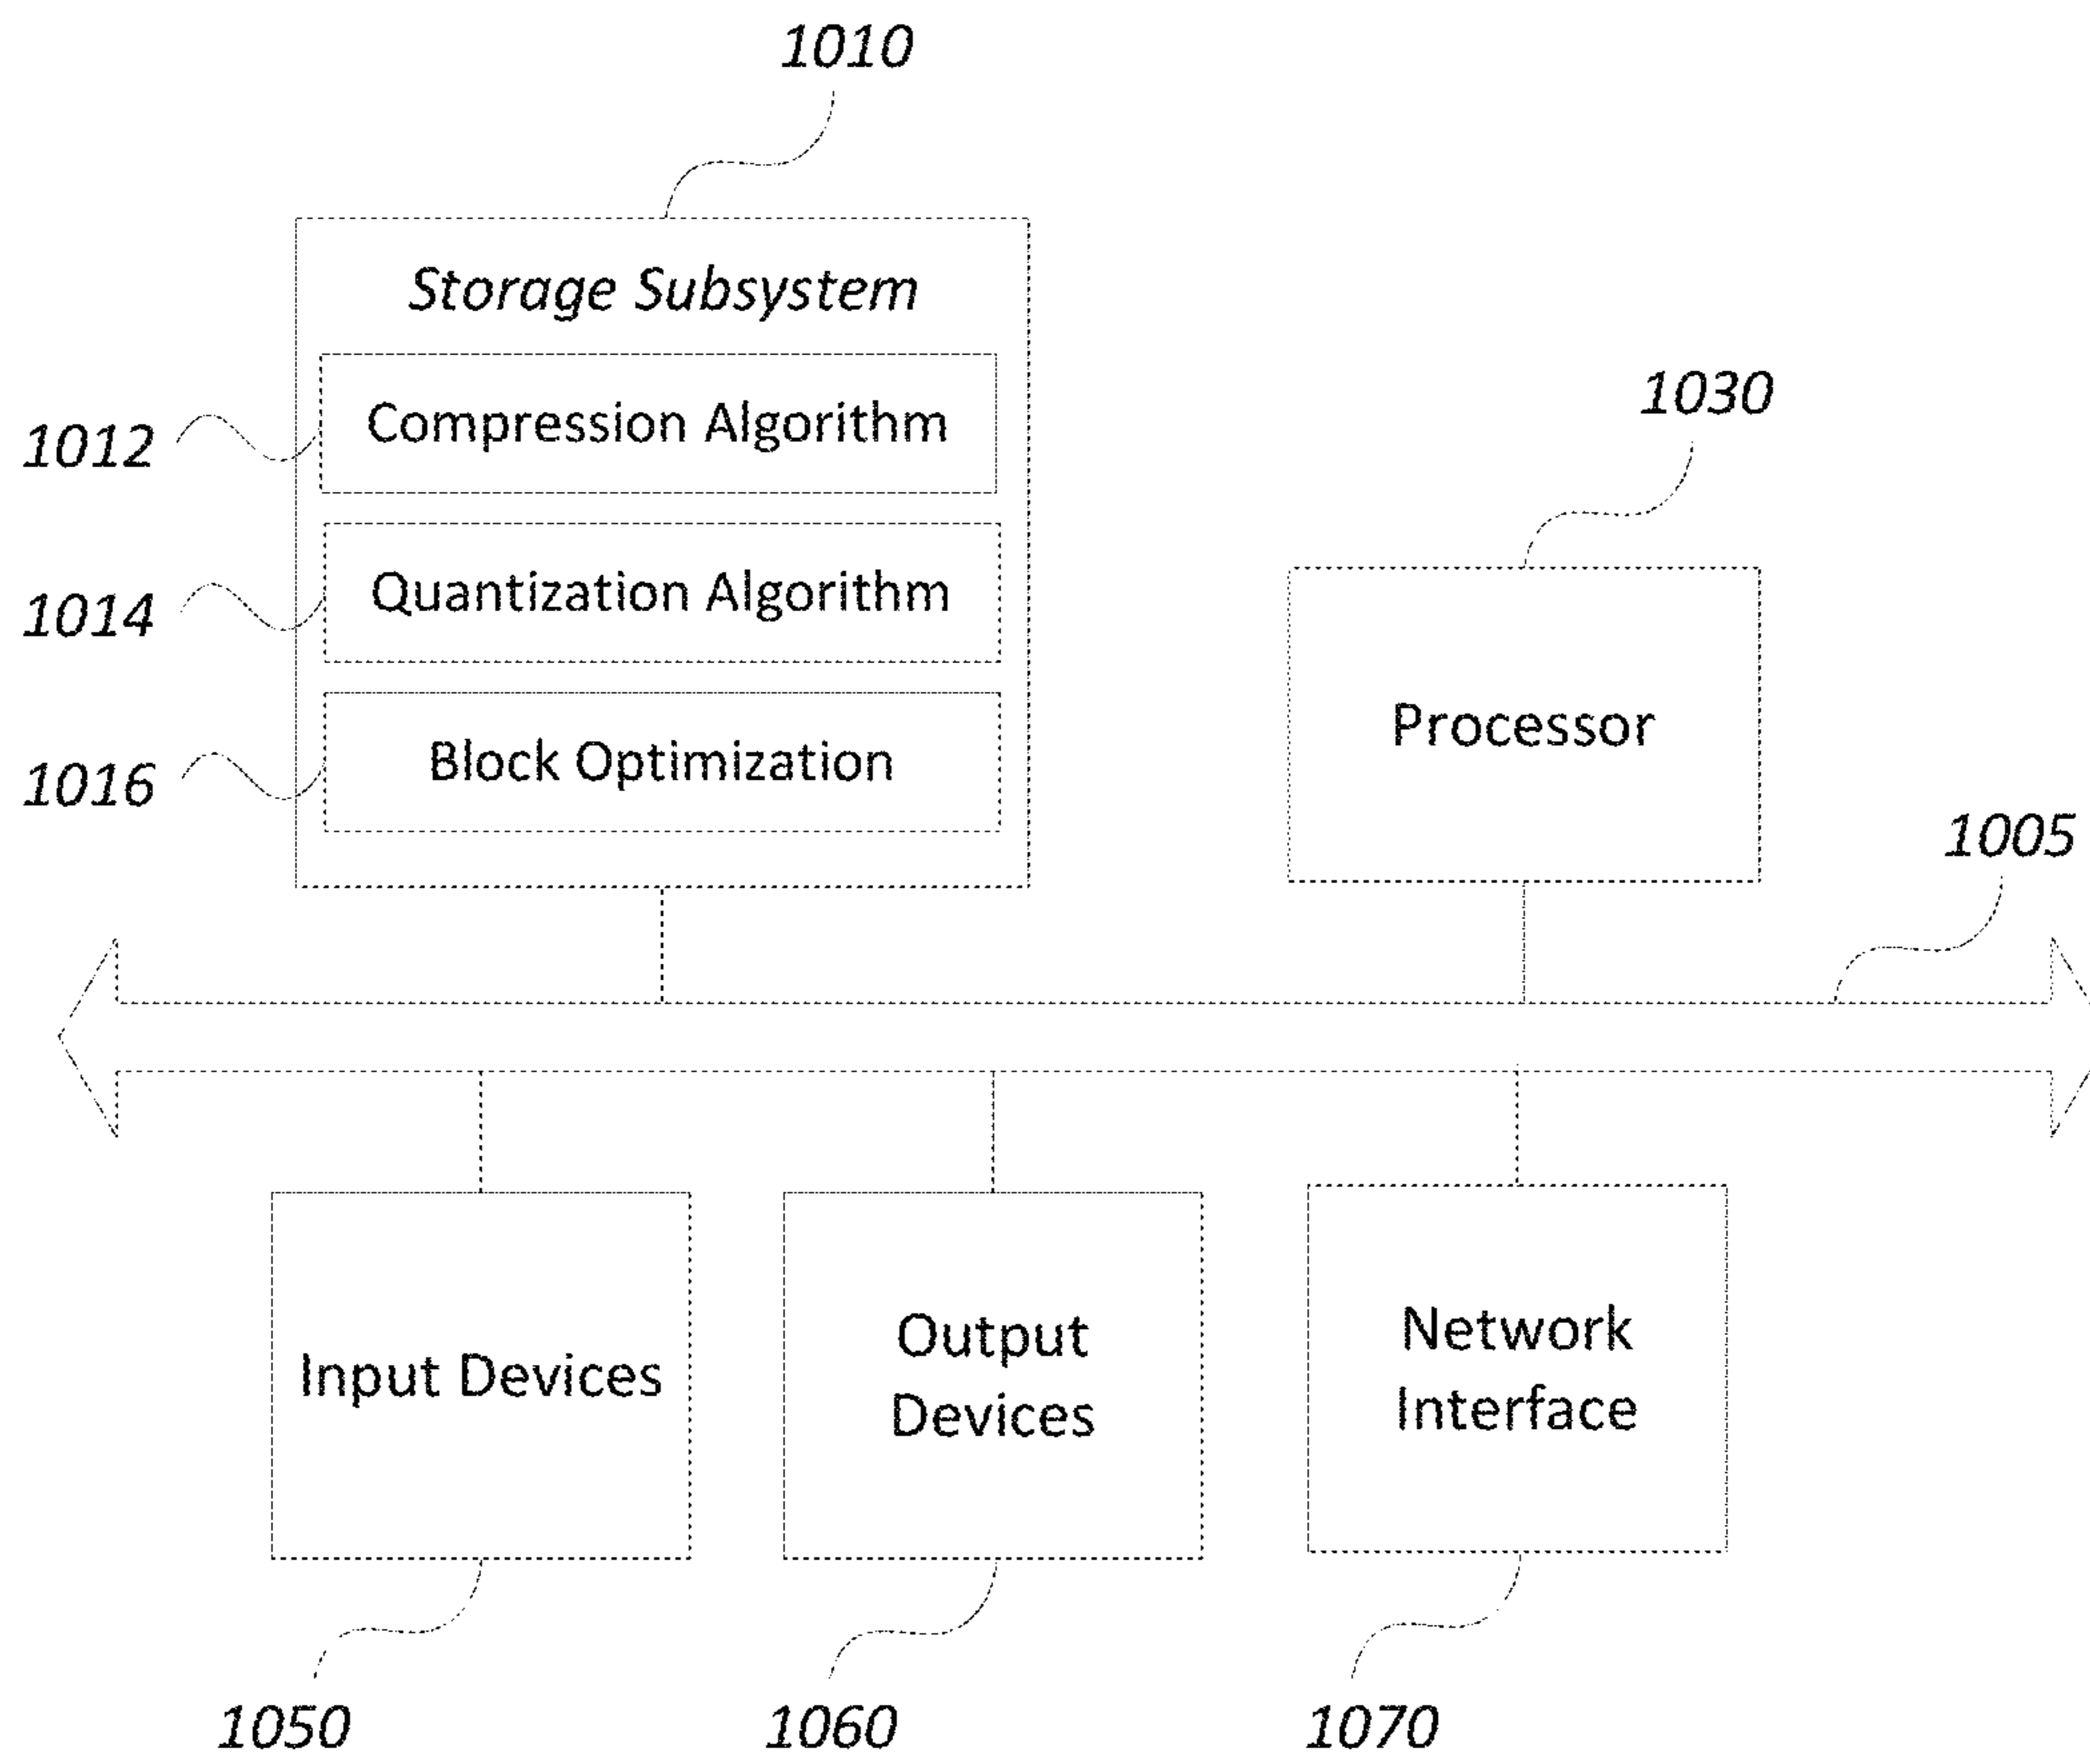 1010
Storage Subsystem
Compression Algorithm
1012
1030
Quantization Algorithm
1014
Processor
Block Optimization
1016
1005
Input Devices
Output
Devices
Network
Interface
1050
1060
1070